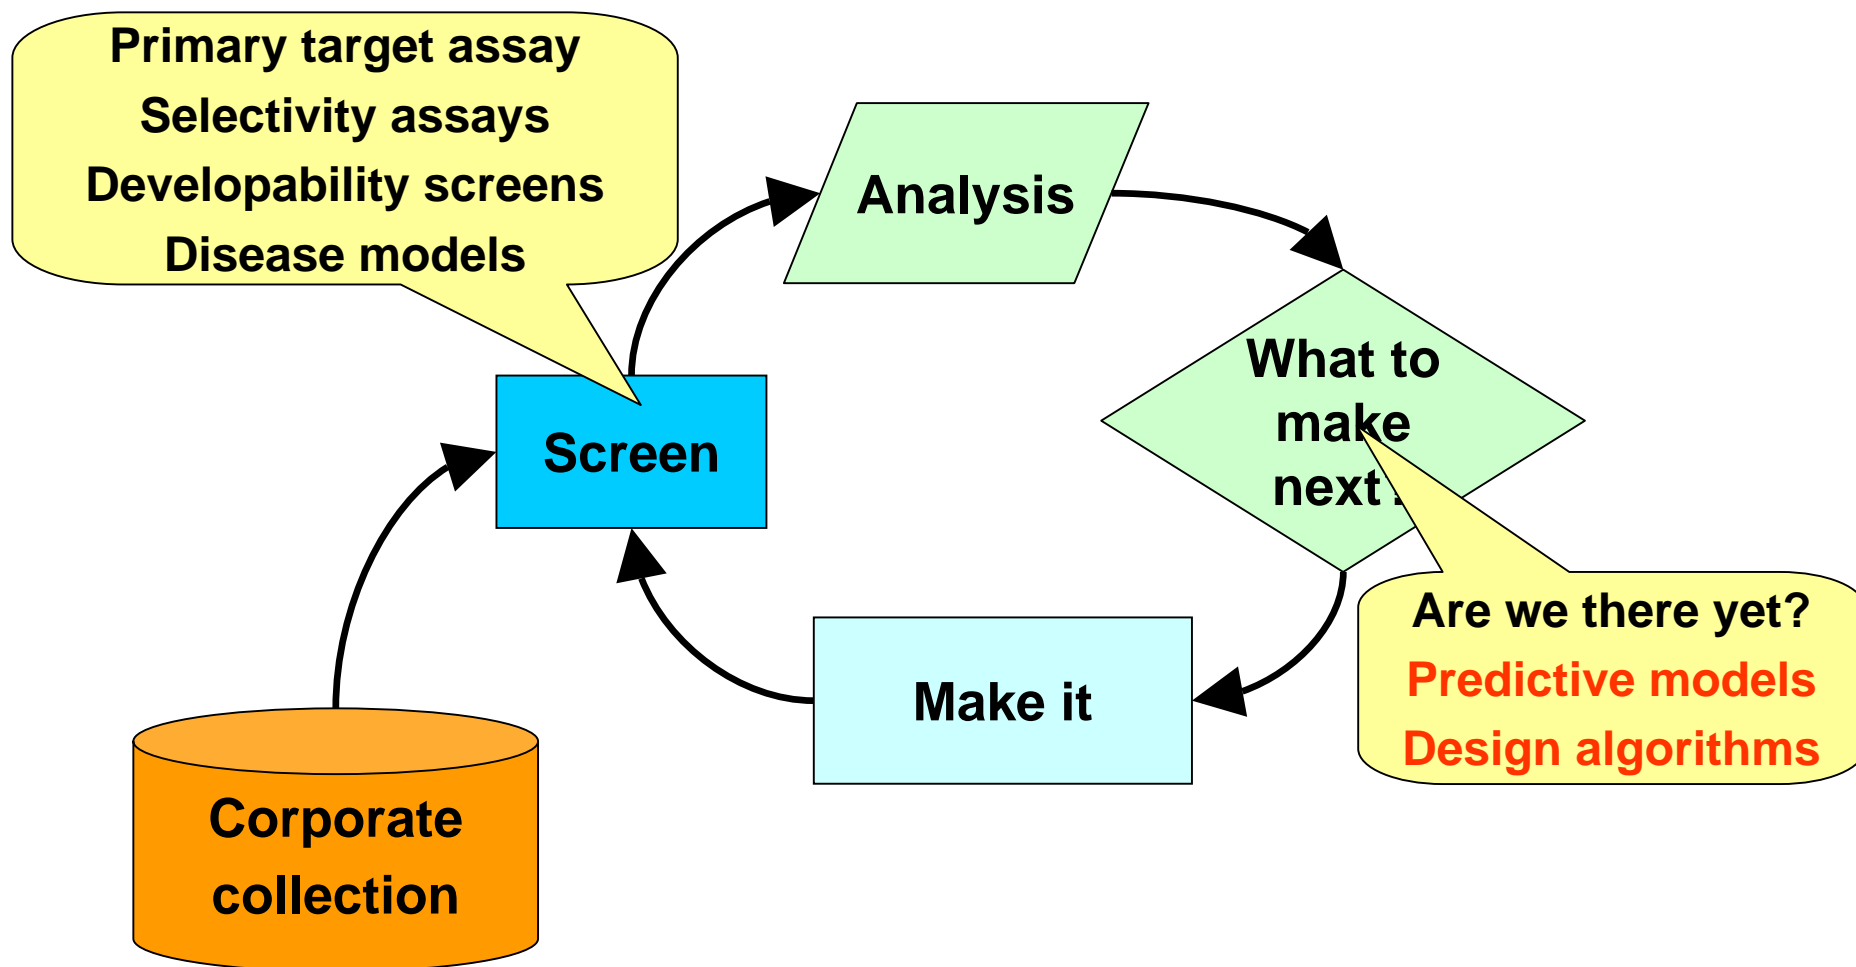 Primary target assay
Selectivity assays
Developability screens
Disease models
Analysis
What to
make
next
Screen
Are we there yet?
Predictive models
Design algorithms
Make it
Corporate
collection